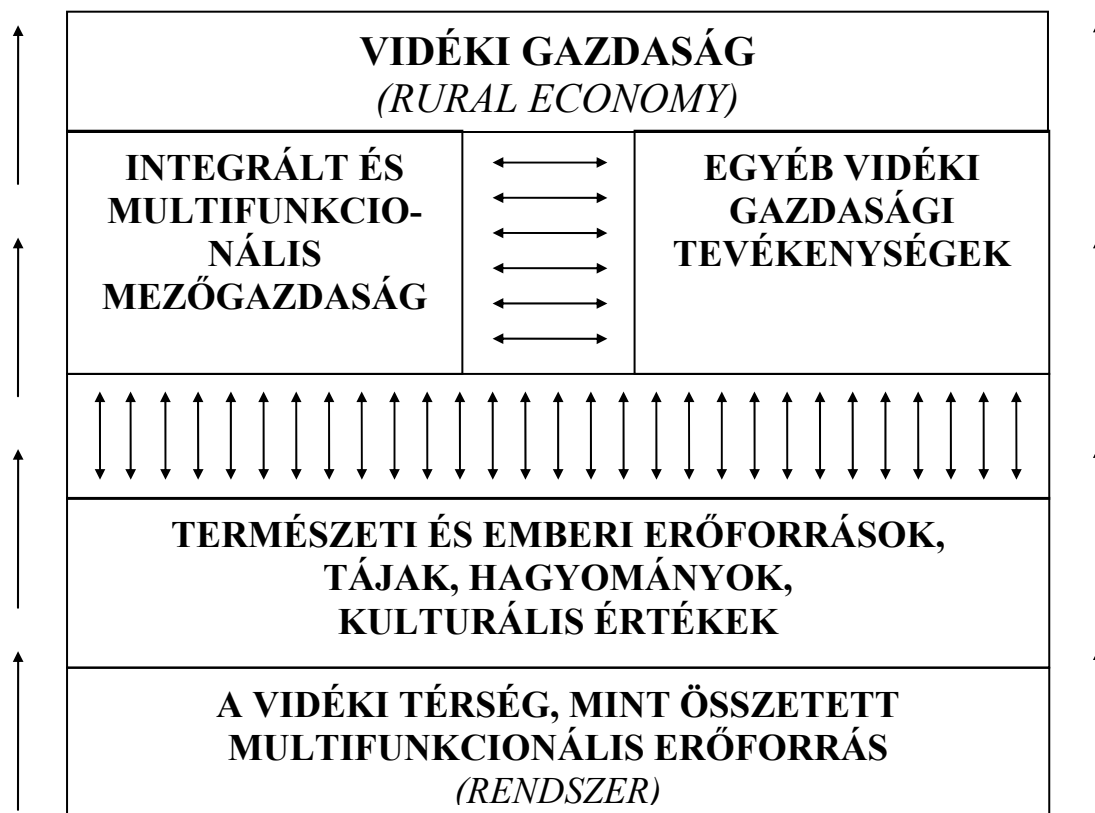 VIDÉKI GAZDASÁG
(RURAL ECONOMY)
INTEGRÁLT ÉS
MULTIFUNKCIO-
NÁLIS
MEZŐGAZDASÁG
EGYÉB VIDÉKI
GAZDASÁGI
TEVÉKENYSÉGEK
TERMÉSZETI ÉS EMBERI ERŐFORRÁSOK,
TÁJAK, HAGYOMÁNYOK,
KULTURÁLIS ÉRTÉKEK
A VIDÉKI TÉRSÉG, MINT ÖSSZETETT
MULTIFUNKCIONÁLIS ERŐFORRÁS
(RENDSZER)